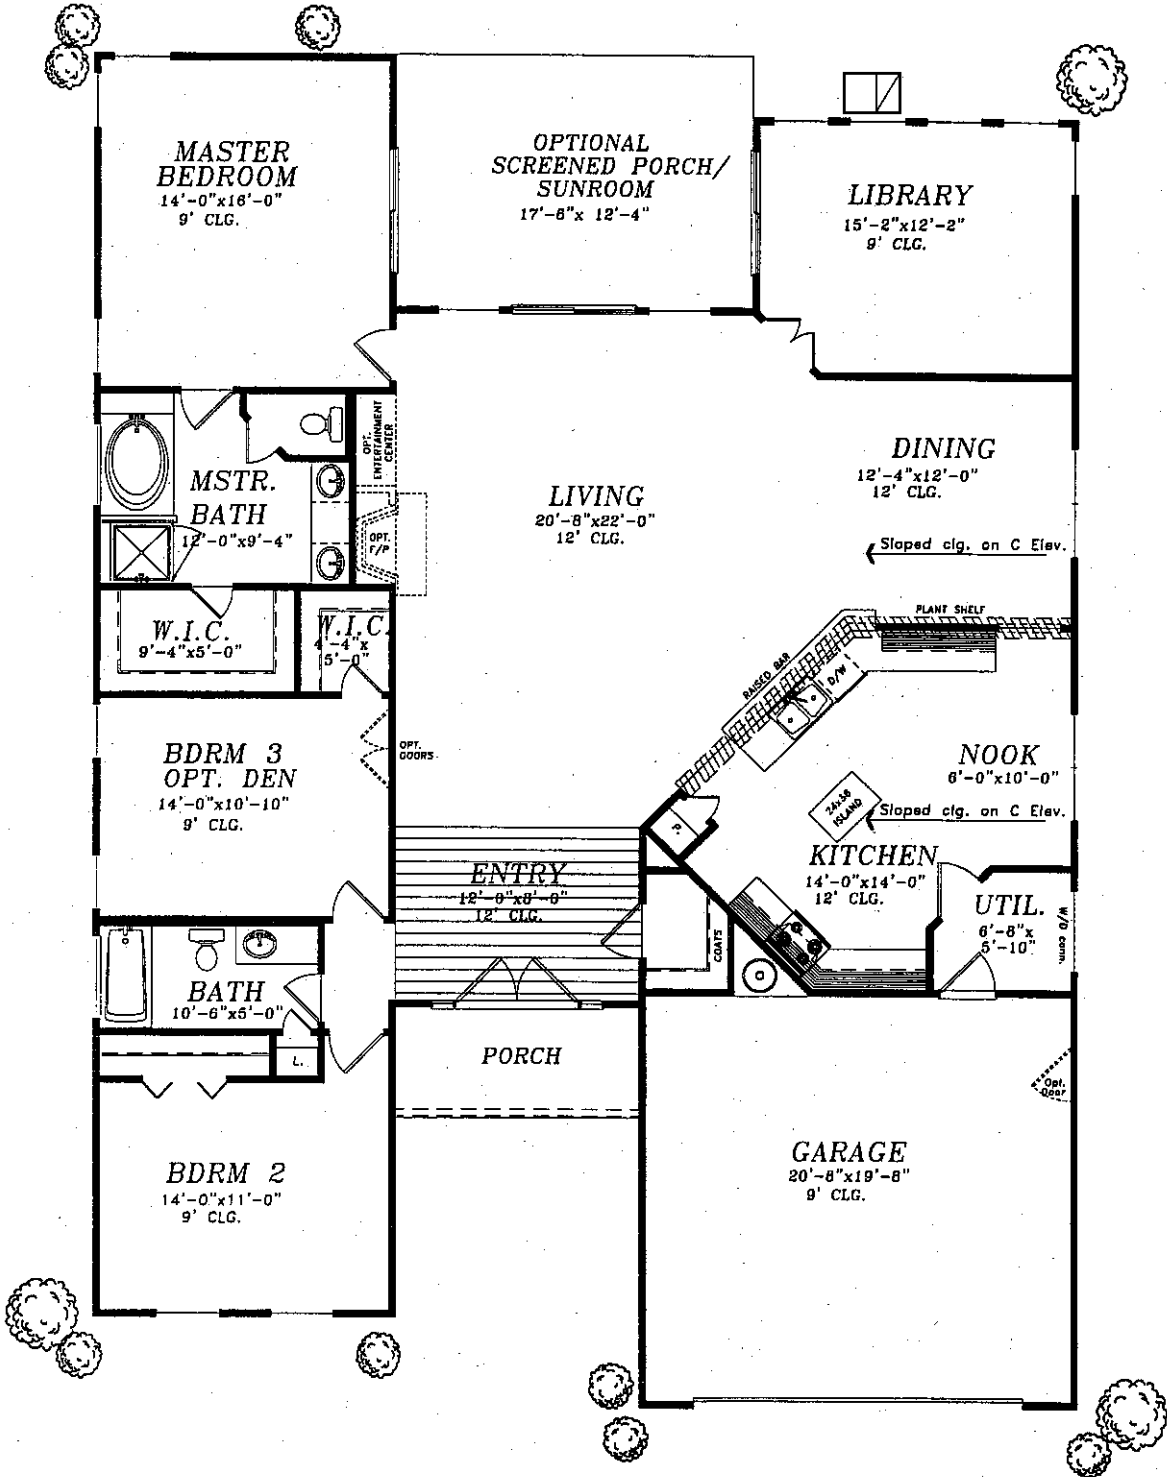 MASTER
BEDROOM
14'-0"x16'-0"
9' CLG.
OPTIONAL
SCREENED PORCH/
SUNROOM
17'-6"x 12'-4"
LIBRARY
15'-2"x12'-2"
9' CLG.
OPT.
ENTERTAINMENT
CENTER
MSTR.
BATH
12'-0"x9'-4"
OPT.
F/P
LIVING
20'-8"x22'-0"
12' CLG.
DINING
12'-4"x12'-0"
12' CLG.
Sloped clg. on C Elev.
W.I.C.
9'-4"x5'-0"
W.I.C.
4'-4"x
5'-0"
PLANT SHELF
RAISED BAR
D/W
BDRM 3
OPT. DEN
14'-0"x10'-10"
9' CLG.
OPT.
DOORS
NOOK
6'-0"x10'-0"
24x56
ISLAND
Sloped clg. on C Elev.
P.
KITCHEN
14'-0"x14'-0"
12' CLG.
ENTRY
12'-0"x8'-0"
12' CLG.
COATS
UTIL.
6'-8"x
5'-10"
W/D conn.
BATH
10'-6"x5'-0"
L.
PORCH
Opt.
Door
BDRM 2
14'-0"x11'-0"
9' CLG.
GARAGE
20'-8"x19'-8"
9' CLG.